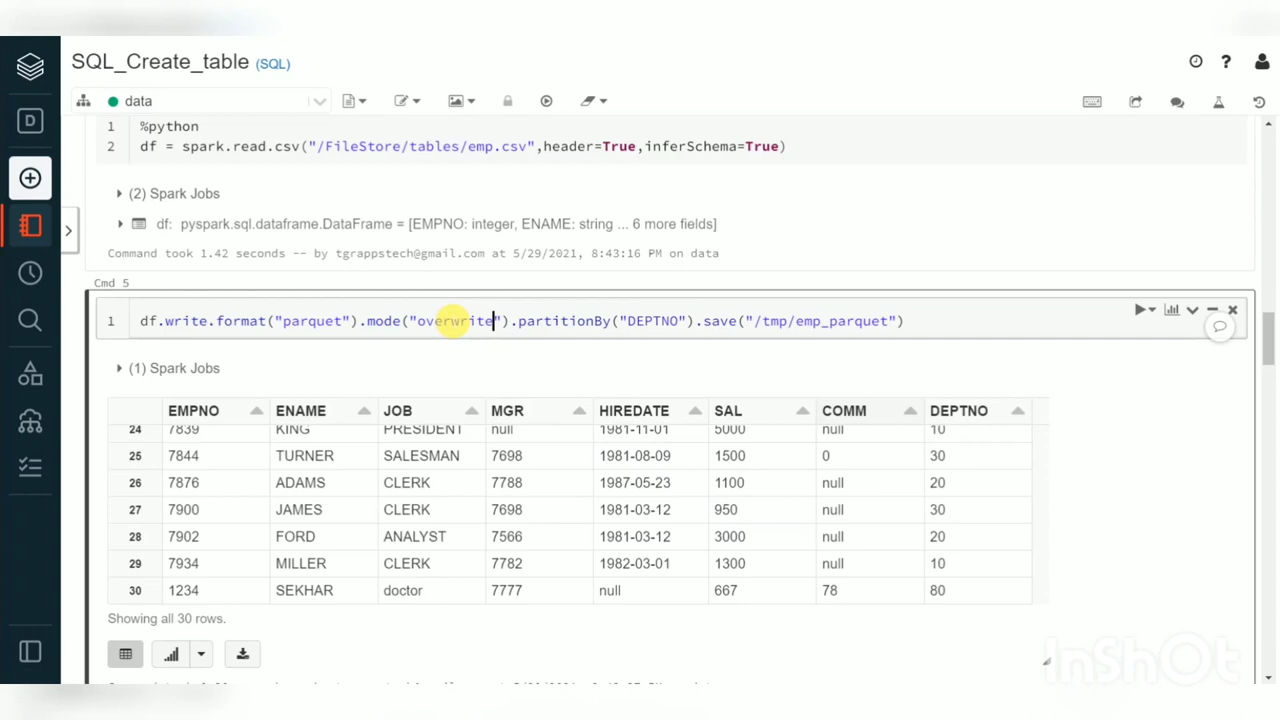 SQL_Create_table (SQL)
data
1 %python
2 df = spark.read.csv("/FileStore/tables/emp.csv",header=True,inferSchema=True)
(2) Spark Jobs
df: pyspark.sql.dataframe.DataFrame = [EMPNO: integer, ENAME: string ... 6 more fields]
Command took 1.42 seconds -- by tgrappstech@gmail.com at 5/29/2021, 8:43:16 PM on data
Cmd 5
1 df.write.format("parquet").mode("overwrite").partitionBy("DEPTNO").save("/tmp/emp_parquet")
(1) Spark Jobs
EMPNO ENAME JOB MGR HIREDATE SAL COMM DEPTNO
24 7839 KING PRESIDENT null 1981-11-01 5000 null 10
25 7844 TURNER SALESMAN 7698 1981-08-09 1500 0 30
26 7876 ADAMS CLERK 7788 1987-05-23 1100 null 20
27 7900 JAMES CLERK 7698 1981-03-12 950 null 30
28 7902 FORD ANALYST 7566 1981-03-12 3000 null 20
29 7934 MILLER CLERK 7782 1982-03-01 1300 null 10
30 1234 SEKHAR doctor 7777 null 667 78 80
Showing all 30 rows.
InShOt